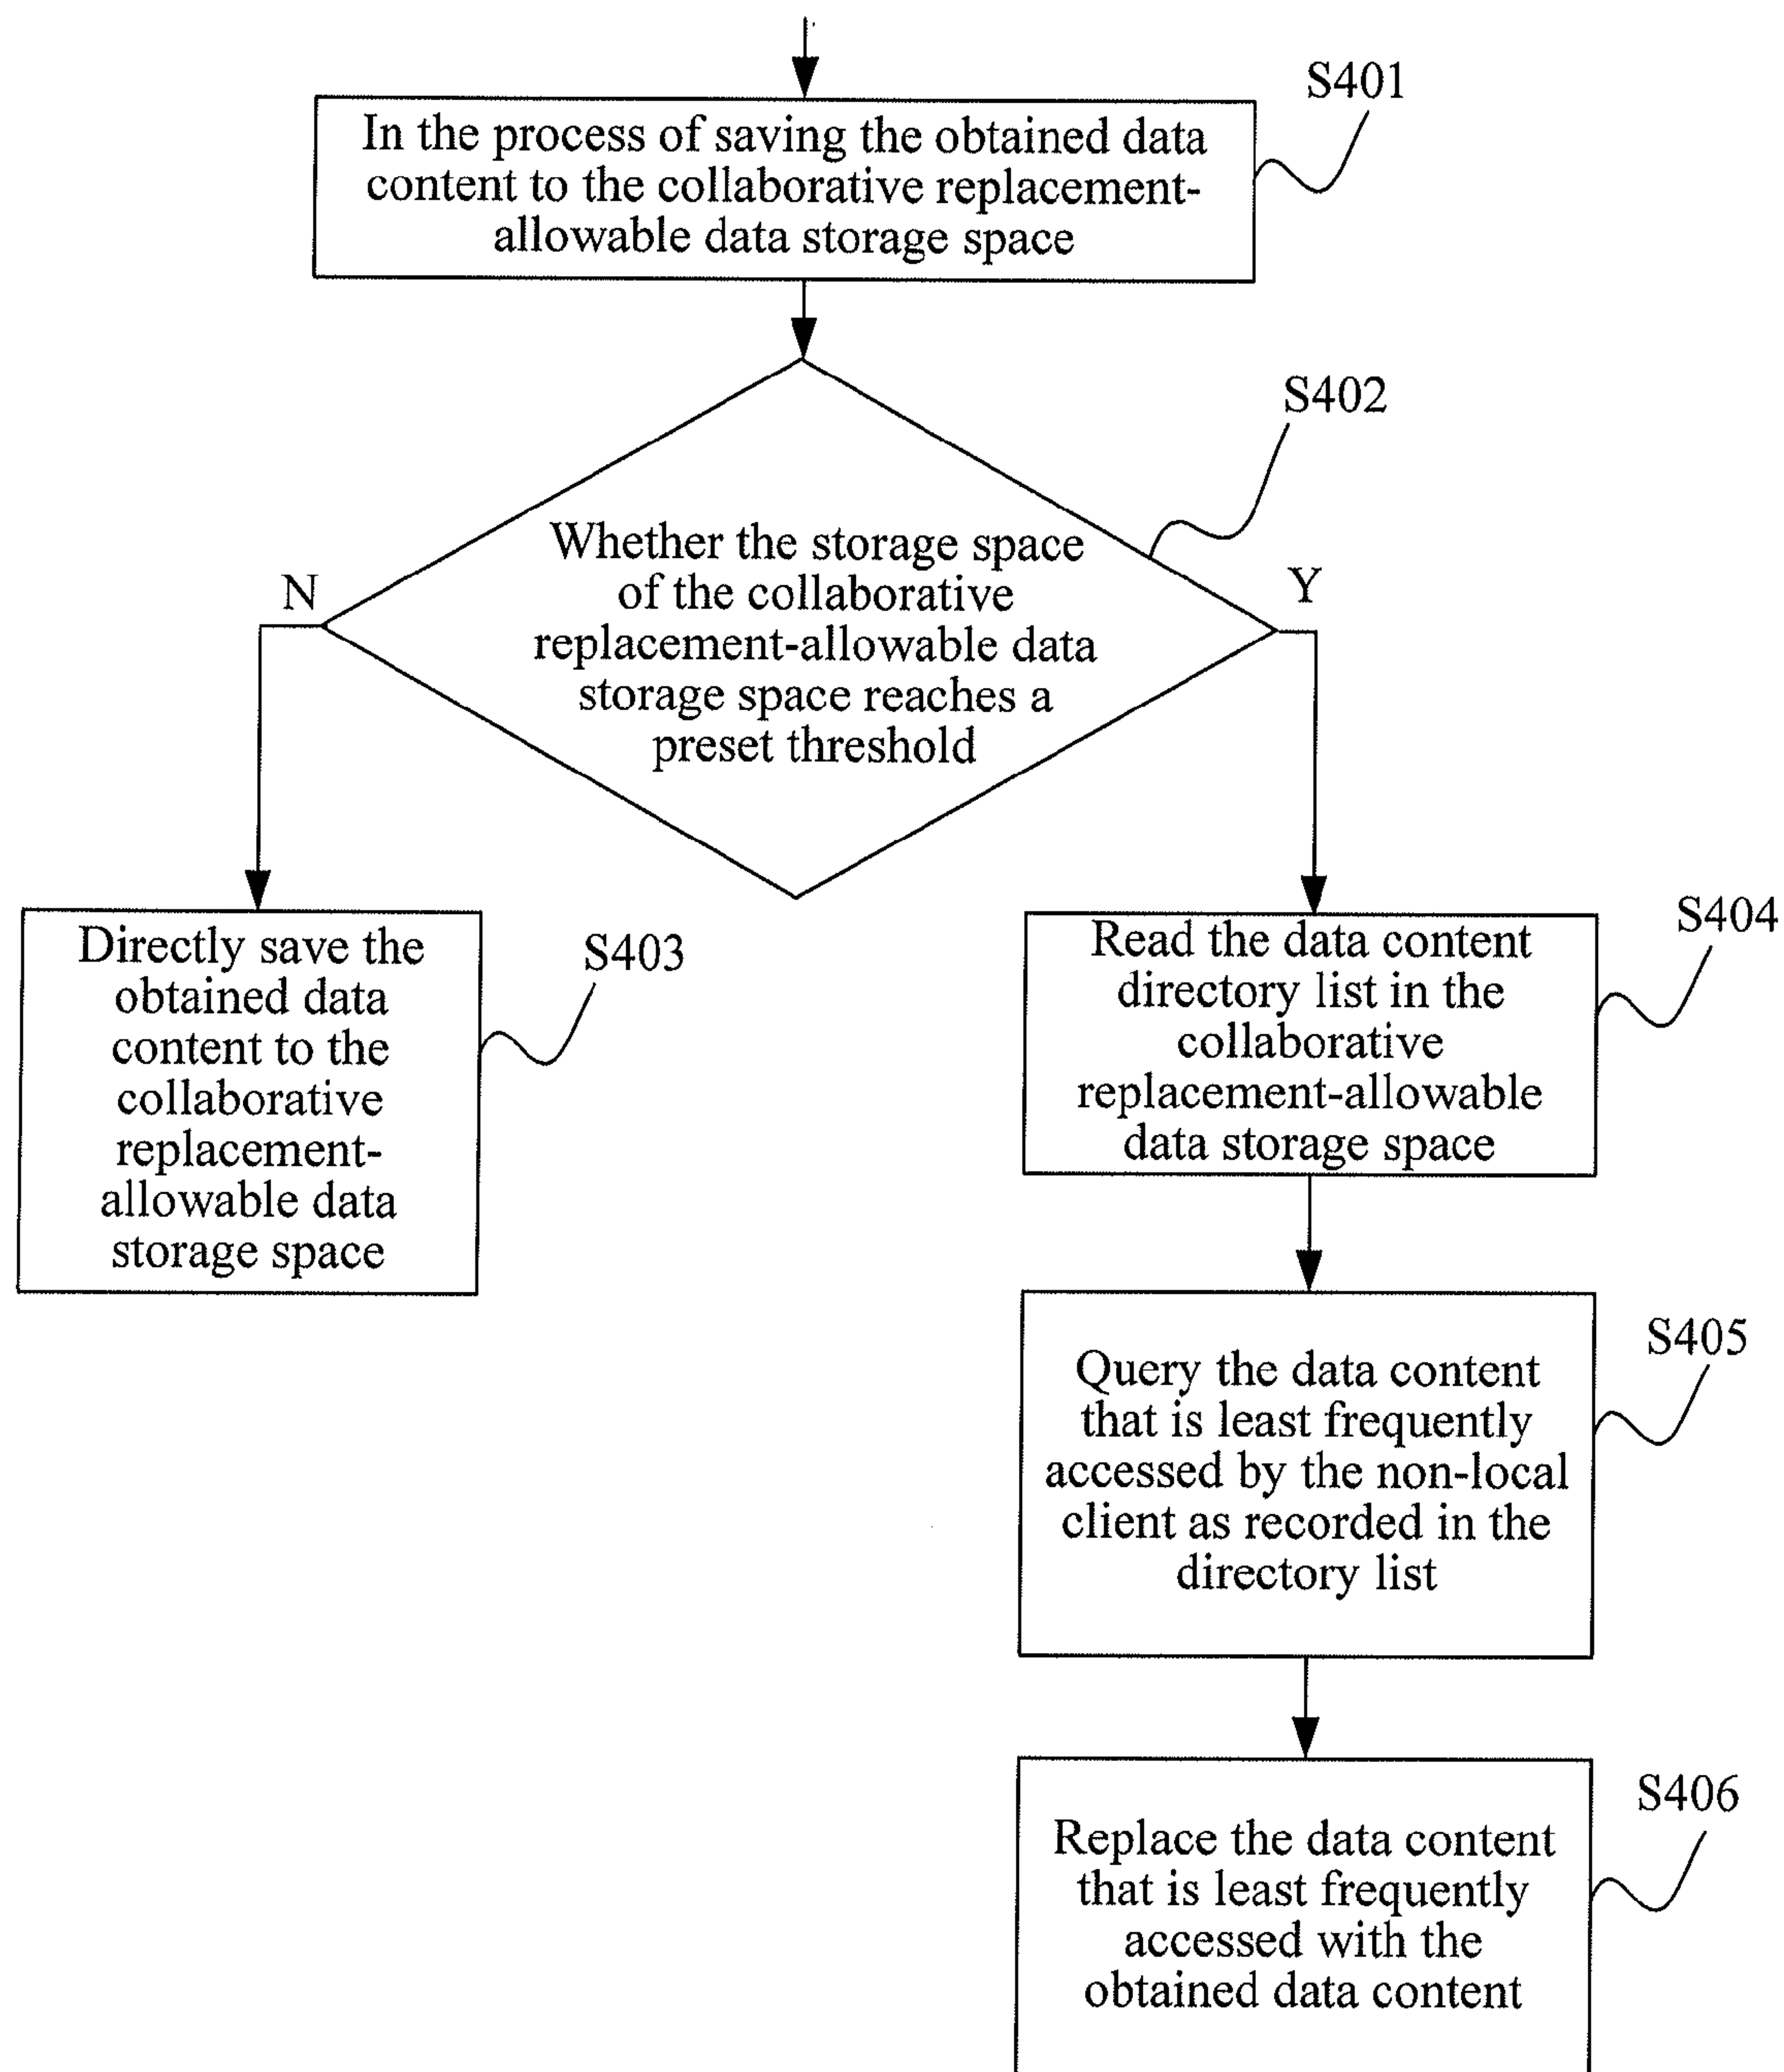 S401
In the process of saving the obtained data
content to the collaborative replacement-
allowable data storage space
S402
Whether the storage space
of the collaborative
replacement-allowable data
storage space reaches a
preset threshold
N
Y
S403
Directly save the
obtained data
content to the
collaborative
replacement-
allowable data
storage space
S404
Read the data content
directory list in the
collaborative
replacement-allowable
data storage space
S405
Query the data content
that is least frequently
accessed by the non-local
client as recorded in the
directory list
S406
Replace the data content
that is least frequently
accessed with the
obtained data content